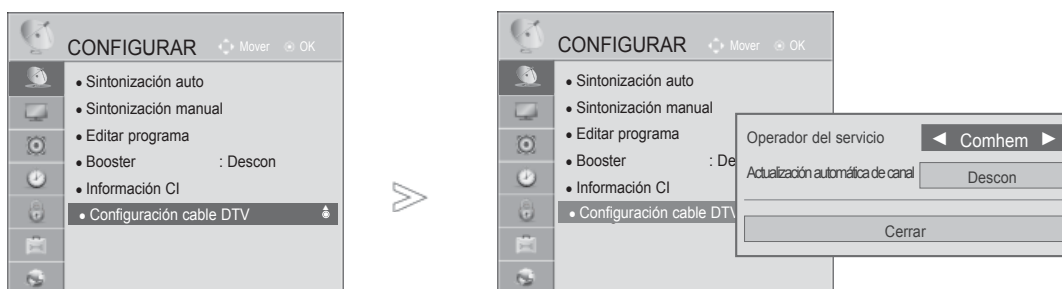 CONFIGURAR Mover OK
• Sintonización auto
• Sintonización manual
• Editar programa
• Booster : Descon
• Información CI
• Configuración cable DTV
CONFIGURAR Mover OK
• Sintonización auto
• Sintonización manual
• Editar programa
• Booster : De
• Información CI
• Configuración cable DTV
Operador del servicio ◄ Comhem ►
Actualización automática de canal Descon
Cerrar